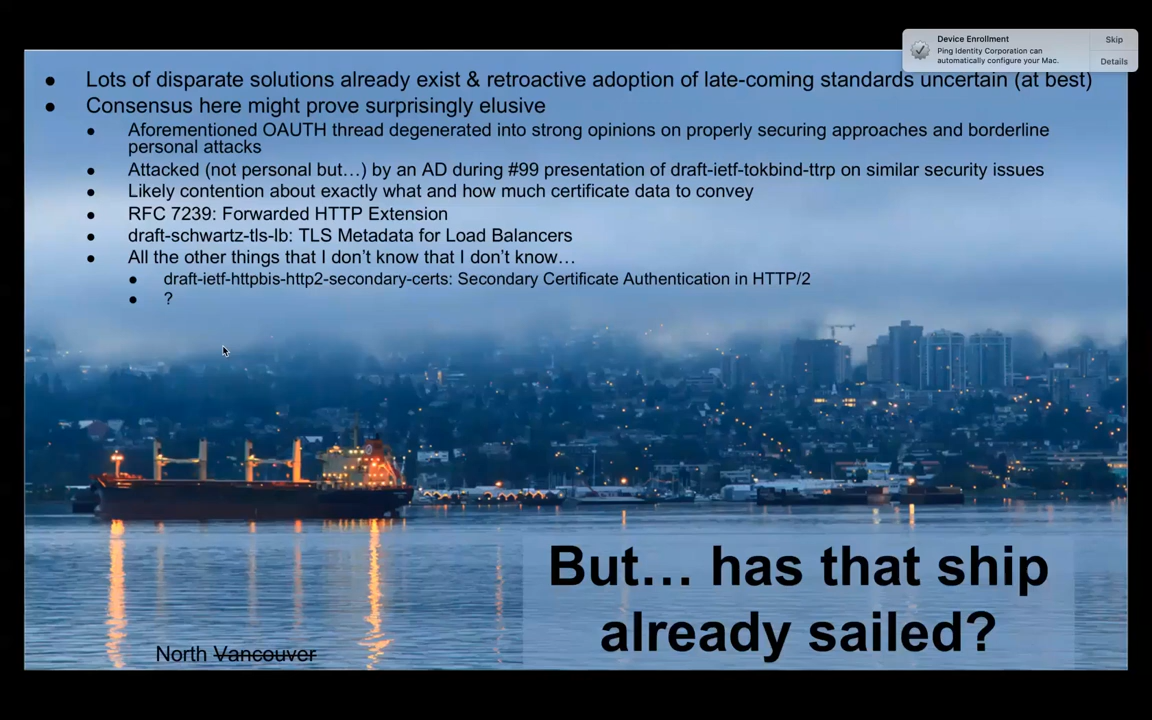 Device Enrollment
Ping Identity Corporation can
automatically configure your Mac.
Skip
Details
● Lots of disparate solutions already exist & retroactive adoption of late-coming standards uncertain (at best)
● Consensus here might prove surprisingly elusive
● Aforementioned OAUTH thread degenerated into strong opinions on properly securing approaches and borderline
personal attacks
● Attacked (not personal but…) by an AD during #99 presentation of draft-ietf-tokbind-ttrp on similar security issues
● Likely contention about exactly what and how much certificate data to convey
● RFC 7239: Forwarded HTTP Extension
● draft-schwartz-tls-lb: TLS Metadata for Load Balancers
● All the other things that I don’t know that I don’t know…
● draft-ietf-httpbis-http2-secondary-certs: Secondary Certificate Authentication in HTTP/2
● ?
But… has that ship
already sailed?
North Vancouver